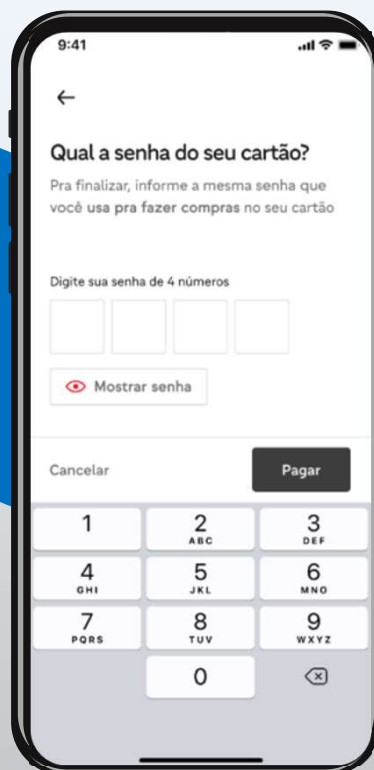 9:41
Qual a senha do seu cartão?
Pra finalizar, informe a mesma senha que
você usa pra fazer compras no seu cartão
Digite sua senha de 4 números
Mostrar senha
Cancelar Pagar
1 2 3
ABC DEF
4 5 6
GHI JKL MNO
7 8 9
PQRS TUV WXYZ
0